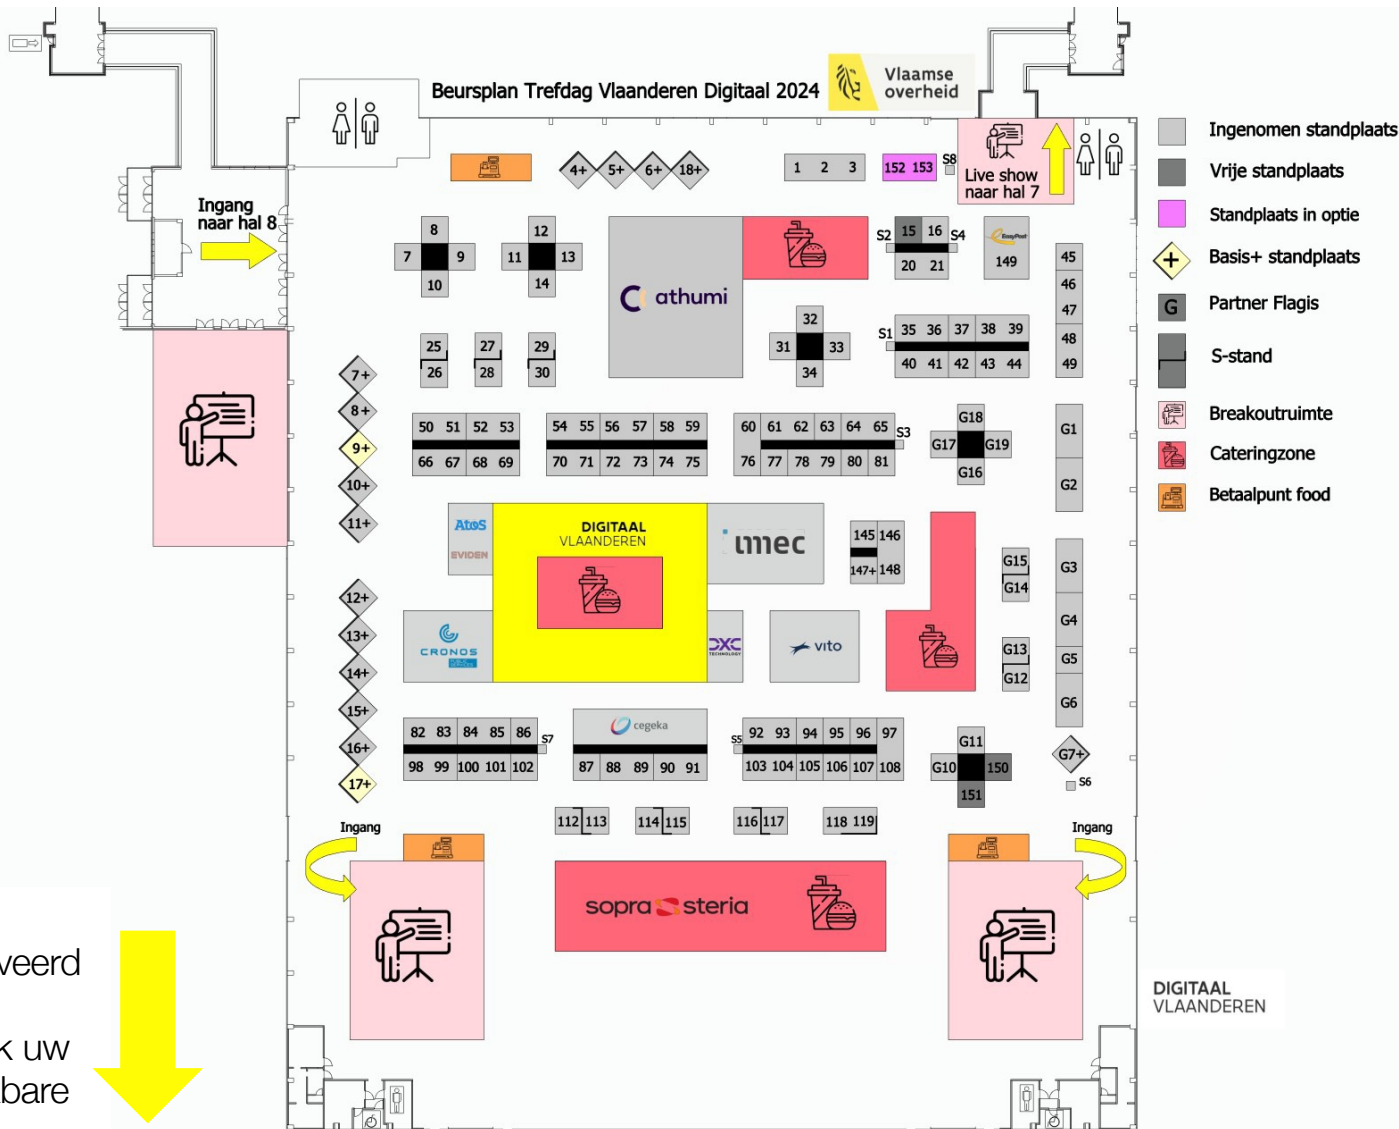 Beursplan Trefdag Vlaanderen Digitaal 2024
Vlaamse
overheid
Ingenomen standplaats
Vrije standplaats
Standplaats in optie
+ Basis+ standplaats
G Partner Flagis
S-stand
Breakoutruimte
Cateringzone
Betaalpunt food
Ingang
naar hal 8
4+ 5+ 6+ 18+
1 2 3
152 153
S8
Live show
naar hal 7
8
7 9
10
12
11 13
14
athumi
S2 15 16 S4
20 21
EasyPost
149
45
46
47
48
49
32
31 33
34
S1 35 36 37 38 39
40 41 42 43 44
25
26
27
28
29
30
7+
8+
9+
10+
11+
50 51 52 53
66 67 68 69
54 55 56 57 58 59
70 71 72 73 74 75
60 61 62 63 64 65 S3
76 77 78 79 80 81
G18
G17 G19
G16
G1
G2
Atos
EVIDEN
DIGITAAL
VLAANDEREN
imec
145 146
147+ 148
G15
G14
G3
G4
G5
G6
12+
13+
14+
15+
16+
17+
CRONOS
DXC
TECHNOLOGY
vito
G13
G12
82 83 84 85 86 S7
98 99 100 101 102
cegeka
87 88 89 90 91
S5 92 93 94 95 96 97
103 104 105 106 107 108
G11
G10 150
151
G7+
S6
112 113
114 115
116 117
118 119
Ingang
Ingang
sopra steria
veerd
k uw
bare
DIGITAAL
VLAANDEREN